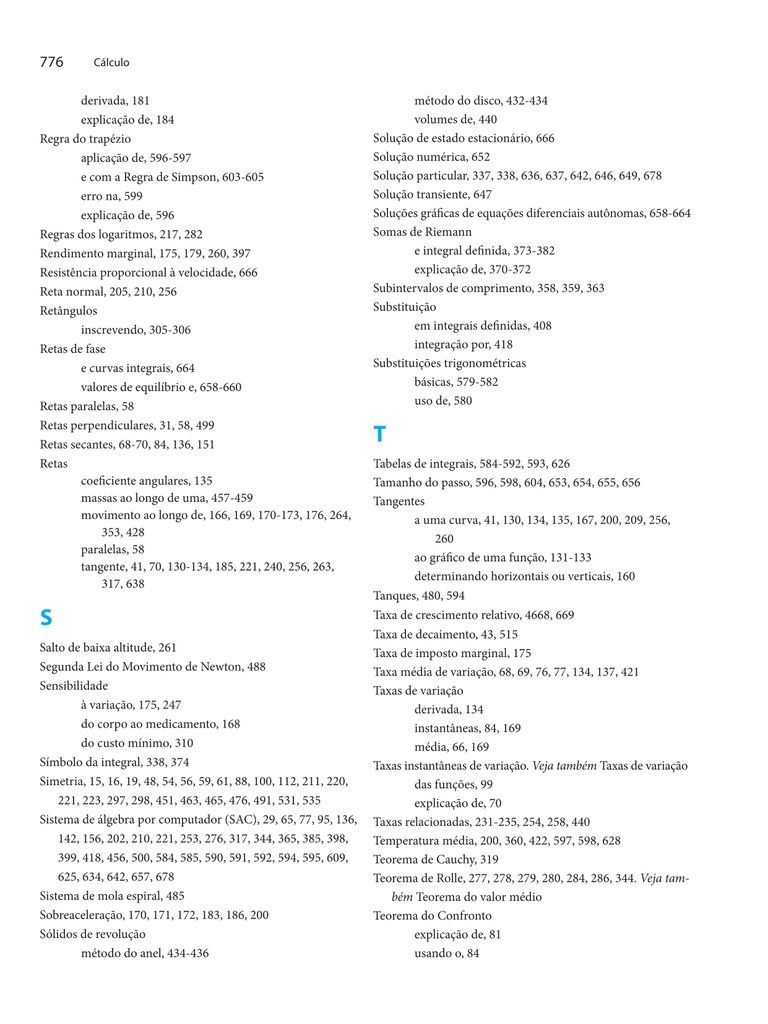 776 Cálculo
derivada, 181
explicação de, 184
Regra do trapézio
aplicação de, 596-597
e com a Regra de Simpson, 603-605
erro na, 599
explicação de, 596
Regras dos logaritmos, 217, 282
Rendimento marginal, 175, 179, 260, 397
Resistência proporcional à velocidade, 666
Reta normal, 205, 210, 256
Retângulos
inscrevendo, 305-306
Retas de fase
e curvas integrais, 664
valores de equilíbrio e, 658-660
Retas paralelas, 58
Retas perpendiculares, 31, 58, 499
Retas secantes, 68-70, 84, 136, 151
Retas
coeficiente angulares, 135
massas ao longo de uma, 457-459
movimento ao longo de, 166, 169, 170-173, 176, 264,
353, 428
paralelas, 58
tangente, 41, 70, 130-134, 185, 221, 240, 256, 263,
317, 638
S
Salto de baixa altitude, 261
Segunda Lei do Movimento de Newton, 488
Sensibilidade
à variação, 175, 247
do corpo ao medicamento, 168
do custo mínimo, 310
Símbolo da integral, 338, 374
Simetria, 15, 16, 19, 48, 54, 56, 59, 61, 88, 100, 112, 211, 220,
221, 223, 297, 298, 451, 463, 465, 476, 491, 531, 535
Sistema de álgebra por computador (SAC), 29, 65, 77, 95, 136,
142, 156, 202, 210, 221, 253, 276, 317, 344, 365, 385, 398,
399, 418, 456, 500, 584, 585, 590, 591, 592, 594, 595, 609,
625, 634, 642, 657, 678
Sistema de mola espiral, 485
Sobreaceleração, 170, 171, 172, 183, 186, 200
Sólidos de revolução
método do anel, 434-436
método do disco, 432-434
volumes de, 440
Solução de estado estacionário, 666
Solução numérica, 652
Solução particular, 337, 338, 636, 637, 642, 646, 649, 678
Solução transiente, 647
Soluções gráficas de equações diferenciais autônomas, 658-664
Somas de Riemann
e integral definida, 373-382
explicação de, 370-372
Subintervalos de comprimento, 358, 359, 363
Substituição
em integrais definidas, 408
integração por, 418
Substituições trigonométricas
básicas, 579-582
uso de, 580
T
Tabelas de integrais, 584-592, 593, 626
Tamanho do passo, 596, 598, 604, 653, 654, 655, 656
Tangentes
a uma curva, 41, 130, 134, 135, 167, 200, 209, 256,
260
ao gráfico de uma função, 131-133
determinando horizontais ou verticais, 160
Tanques, 480, 594
Taxa de crescimento relativo, 4668, 669
Taxa de decaimento, 43, 515
Taxa de imposto marginal, 175
Taxa média de variação, 68, 69, 76, 77, 134, 137, 421
Taxas de variação
derivada, 134
instantâneas, 84, 169
média, 66, 169
Taxas instantâneas de variação. Veja também Taxas de variação
das funções, 99
explicação de, 70
Taxas relacionadas, 231-235, 254, 258, 440
Temperatura média, 200, 360, 422, 597, 598, 628
Teorema de Cauchy, 319
Teorema de Rolle, 277, 278, 279, 280, 284, 286, 344. Veja tam-
bém Teorema do valor médio
Teorema do Confronto
explicação de, 81
usando o, 84